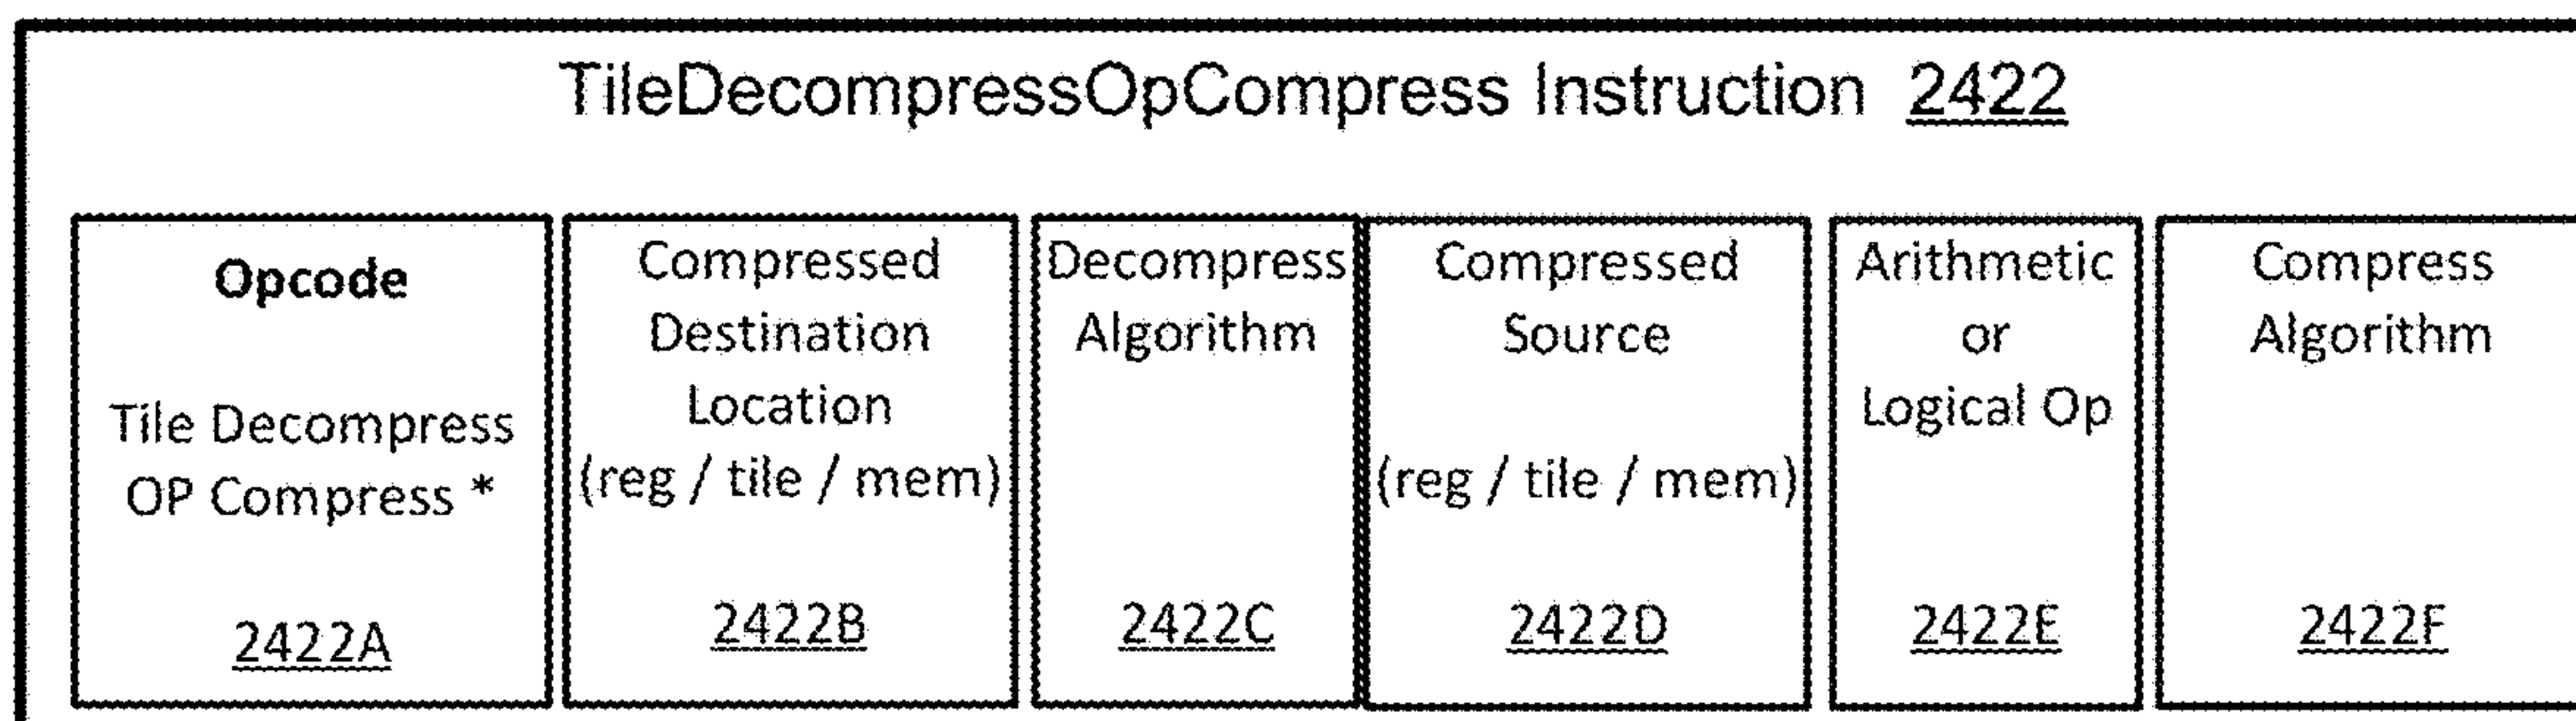 TileDecompressOpCompress Instruction 2422
Opcode
Tile Decompress
OP Compress *
2422A
Compressed
Destination
Location
(reg / tile / mem)
2422B
Decompress
Algorithm
2422C
Compressed
Source
(reg / tile / mem)
2422D
Arithmetic
or
Logical Op
2422E
Compress
Algorithm
2422F